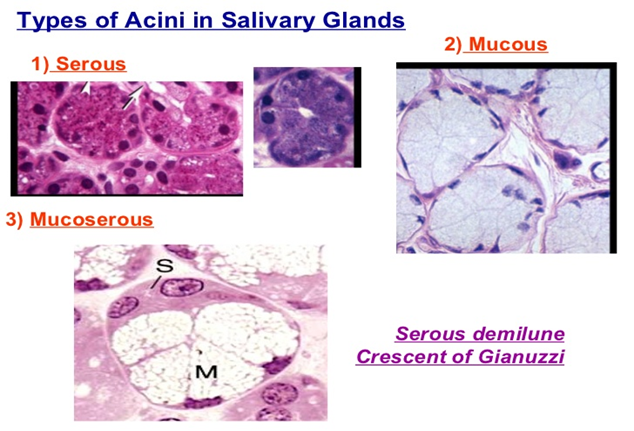 Types of Acini in Salivary Glands
1) Serous
2) Mucous
3) Mucoserous
S
M
Serous demilune
Crescent of Gianuzzi